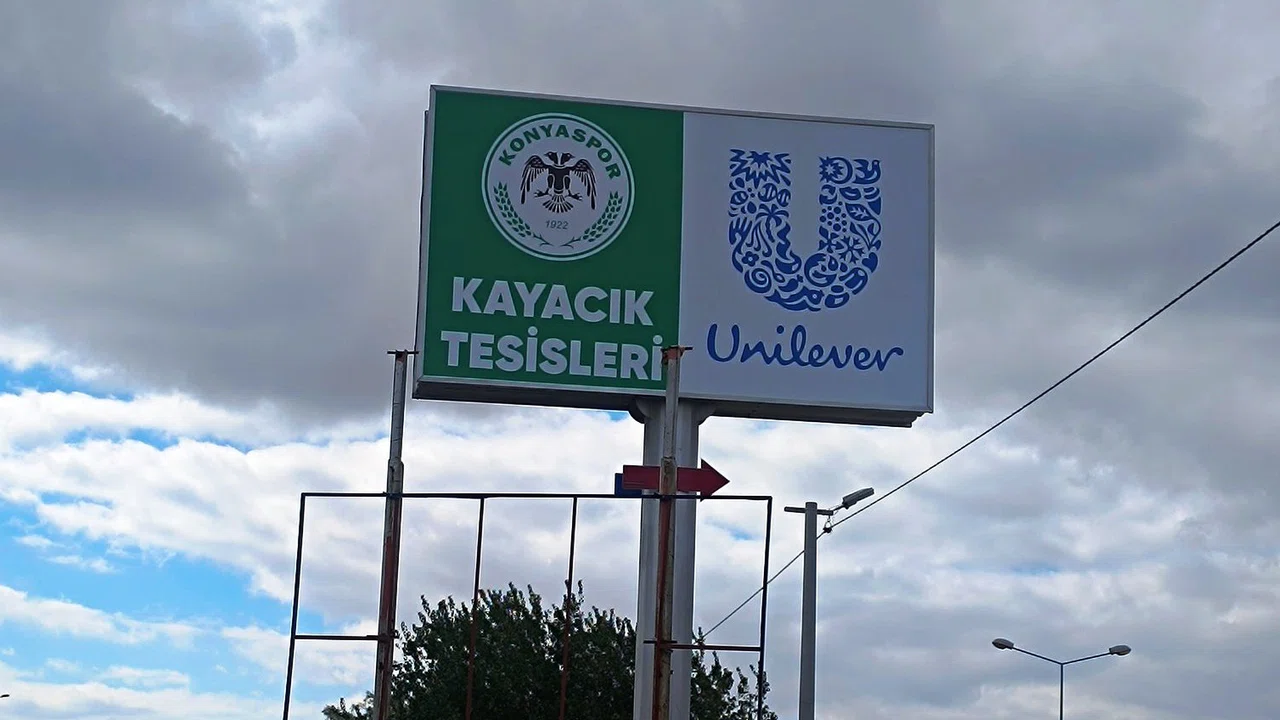 KONYASPOR
1922
KAYACIK
TESİSLERİ
Unilever